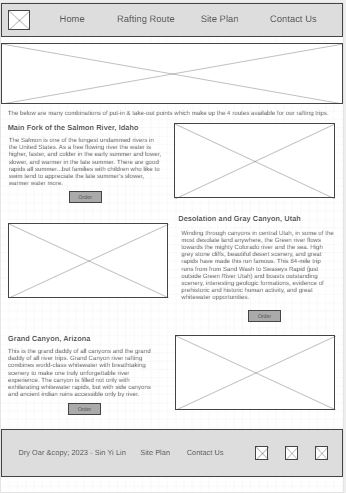 Home Rafting Route Site Plan Contact Us
The below are many combinations of put-in & take-out points which make up the 4 routes available for our rafting trips.
Main Fork of the Salmon River, Idaho
The Salmon is one of the longest undammed rivers in
the United States. As a free flowing river the water is
higher, faster, and colder in the early summer and lower,
slower, and warmer in the late summer. There are good
rapids all summer...but families with children who like to
swim tend to appreciate the late summer's slower,
warmer water more.
Order
Desolation and Gray Canyon, Utah
Winding through canyons in central Utah, in some of the
most desolate land anywhere, the Green river flows
towards the mighty Colorado river and the sea. High
grey stone cliffs, beautiful desert scenery, and great
rapids have made this run famous. This 84-mile trip
runs from from Sand Wash to Swaseys Rapid (just
outside Green River Utah) and boasts outstanding
scenery, interesting geologic formations, evidence of
prehistoric and historic human activity, and great
whitewater opportunities.
Order
Grand Canyon, Arizona
This is the grand daddy of all canyons and the grand
daddy of all river trips. Grand Canyon river rafting
combines world-class whitewater with breathtaking
scenery to make one truly unforgettable river
experience. The canyon is filled not only with
exhilarating whitewater rapids, but with side canyons
and ancient indian ruins accessible only by river.
Order
Dry Oar &copy; 2023 - Sin Yi Lin Site Plan Contact Us